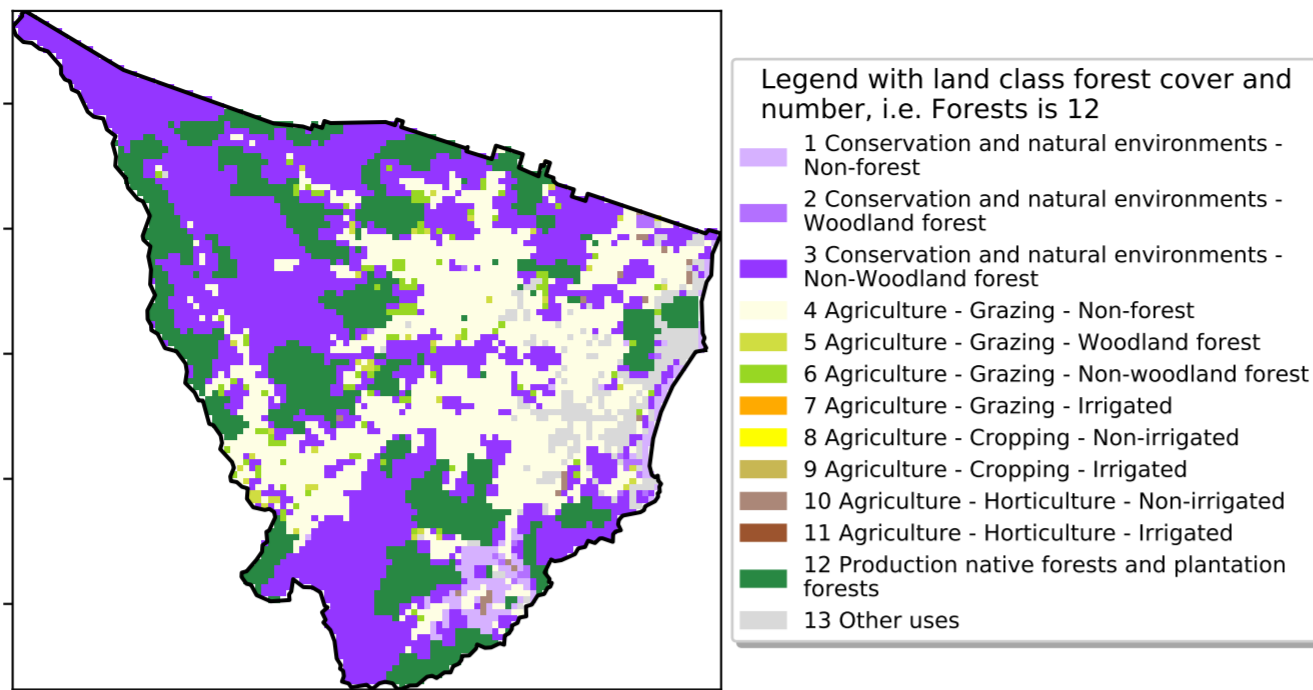 Legend with land class forest cover and
number, i.e. Forests is 12
1 Conservation and natural environments -
Non-forest
2 Conservation and natural environments -
Woodland forest
3 Conservation and natural environments -
Non-Woodland forest
4 Agriculture - Grazing - Non-forest
5 Agriculture - Grazing - Woodland forest
6 Agriculture - Grazing - Non-woodland forest
7 Agriculture - Grazing - Irrigated
8 Agriculture - Cropping - Non-irrigated
9 Agriculture - Cropping - Irrigated
10 Agriculture - Horticulture - Non-irrigated
11 Agriculture - Horticulture - Irrigated
12 Production native forests and plantation
forests
13 Other uses